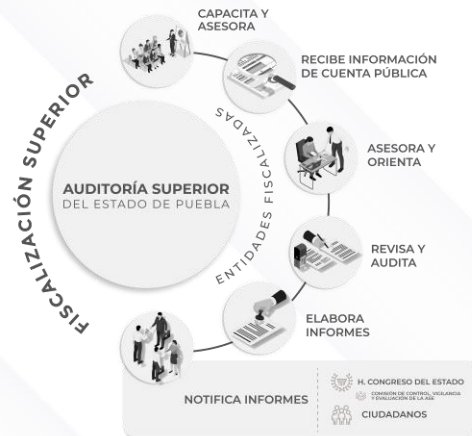 CAPACITA Y
ASESORA
RECIBE INFORMACIÓN
DE CUENTA PÚBLICA
FISCALIZACIÓN SUPERIOR
ENTIDADES FISCALIZADAS
ASESORA Y
ORIENTA
AUDITORÍA SUPERIOR
DEL ESTADO DE PUEBLA
REVISA Y
AUDITA
ELABORA
INFORMES
NOTIFICA INFORMES
H. CONGRESO DEL ESTADO
COMISIÓN DE CONTROL, VIGILANCIA
Y EVALUACIÓN DE LA ASE
CIUDADANOS